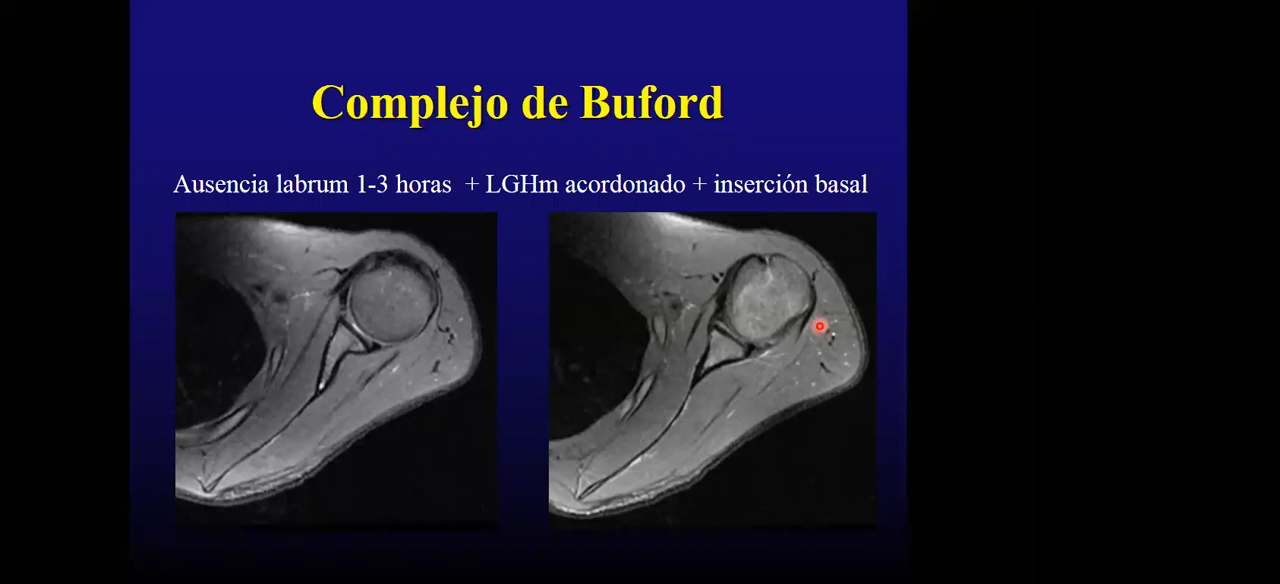 Complejo de Buford
Ausencia labrum 1-3 horas + LGHm acordonado + inserción basal